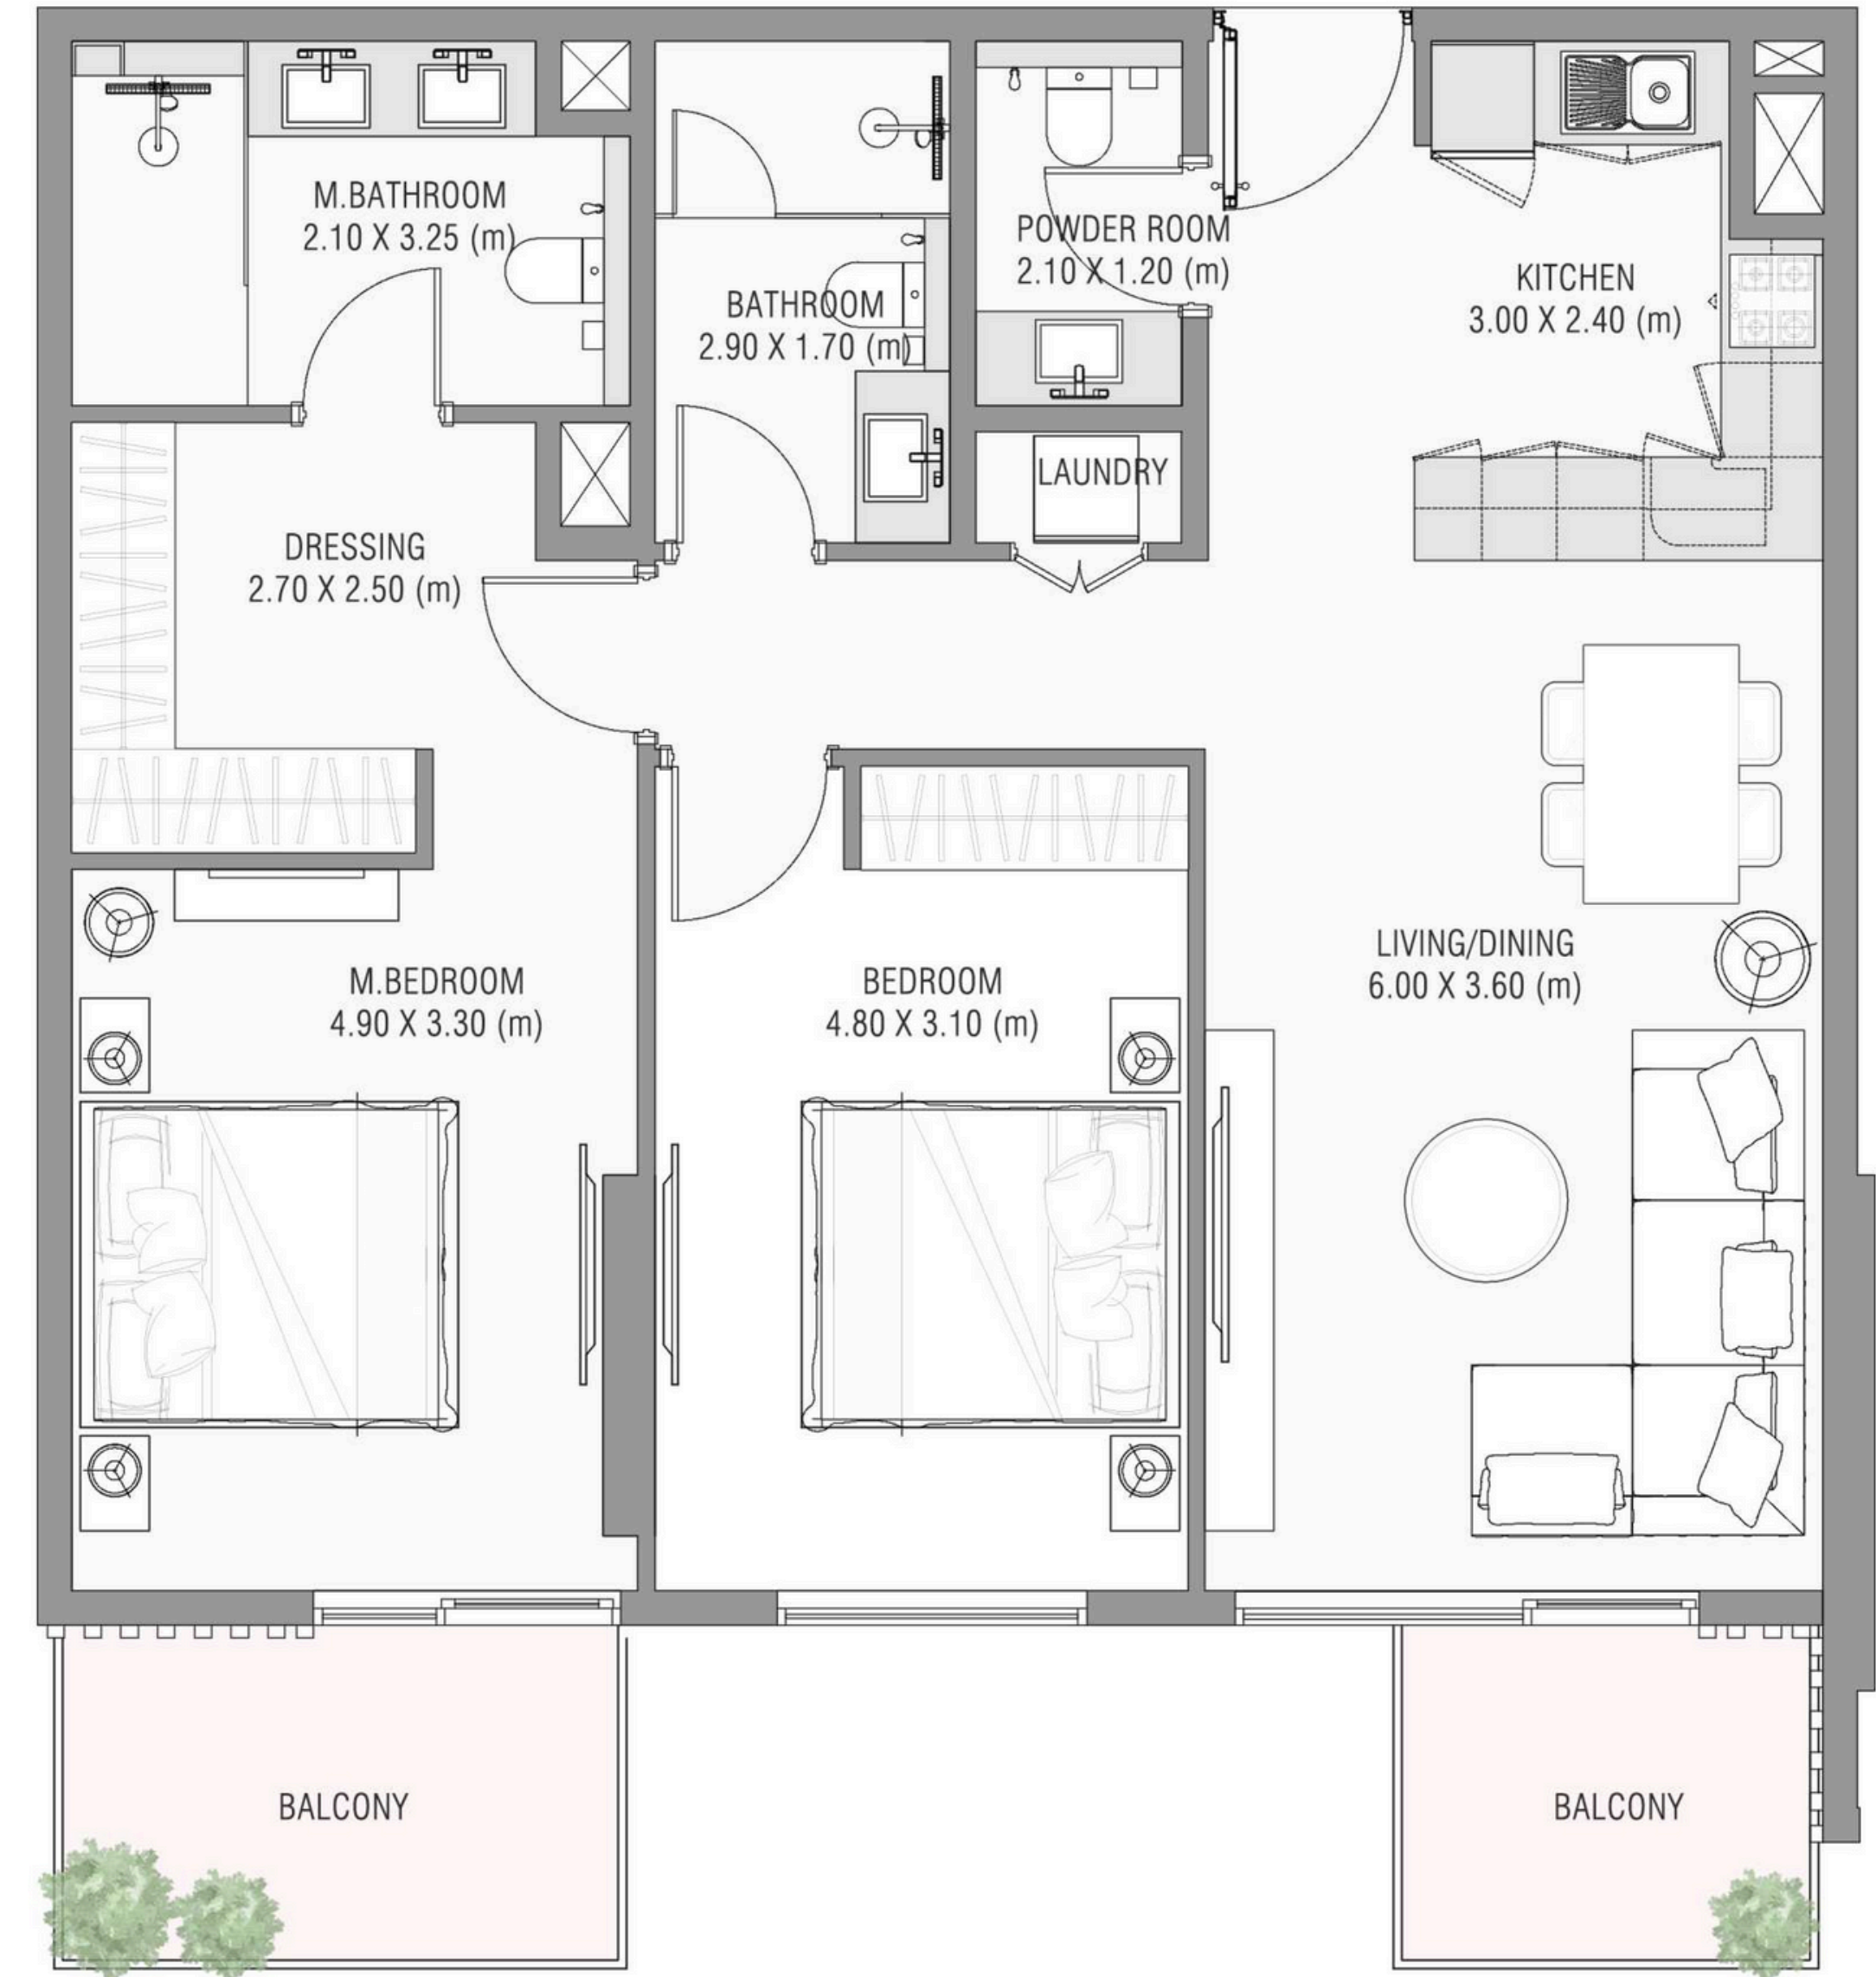 M.BATHROOM
2.10 X 3.25 (m)
BATHROOM
2.90 X 1.70 (m)
POWDER ROOM
2.10 X 1.20 (m)
KITCHEN
3.00 X 2.40 (m)
LAUNDRY
DRESSING
2.70 X 2.50 (m)
M.BEDROOM
4.90 X 3.30 (m)
BEDROOM
4.80 X 3.10 (m)
LIVING/DINING
6.00 X 3.60 (m)
BALCONY
BALCONY